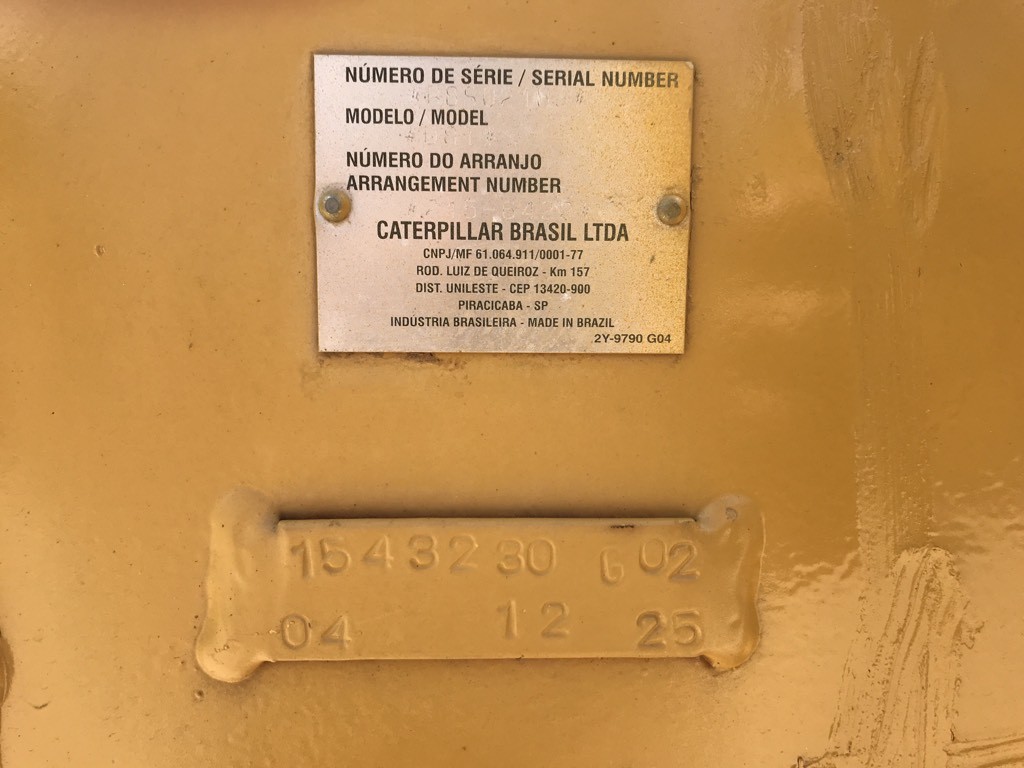 NÚMERO DE SÉRIE / SERIAL NUMBER
MODELO / MODEL
NÚMERO DO ARRANJO
ARRANGEMENT NUMBER
CATERPILLAR BRASIL LTDA
CNPJ/MF 61.064.911/0001-77
ROD. LUIZ DE QUEIROZ - Km 157
DIST. UNILESTE - CEP 13420-900
PIRACICABA - SP
INDÚSTRIA BRASILEIRA - MADE IN BRAZIL
2Y-9790 G04
1543230 G 02
04 12 25